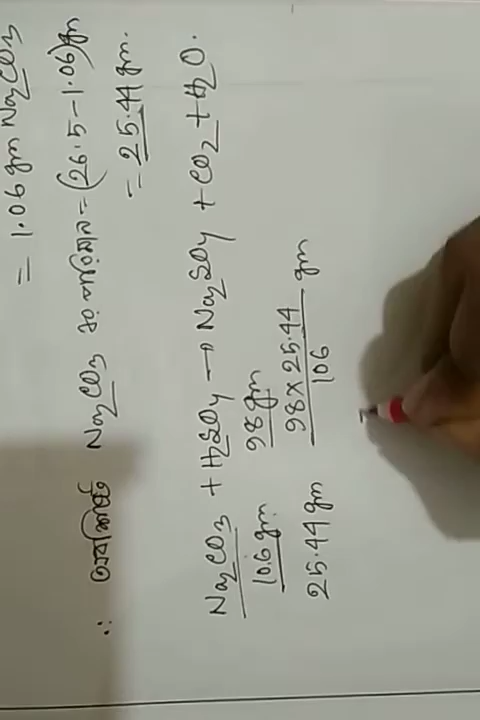 = 1.06 gm Na2CO3
∴ অবশিষ্ট Na2CO3 এর পরিমাণ = (26.5 - 1.06) gm
= 25.44 gm.
Na2CO3 + H2SO4 → Na2SO4 + CO2 + H2O.
106 gm 98 gm
25.44 gm 98 x 25.44 / 106 gm